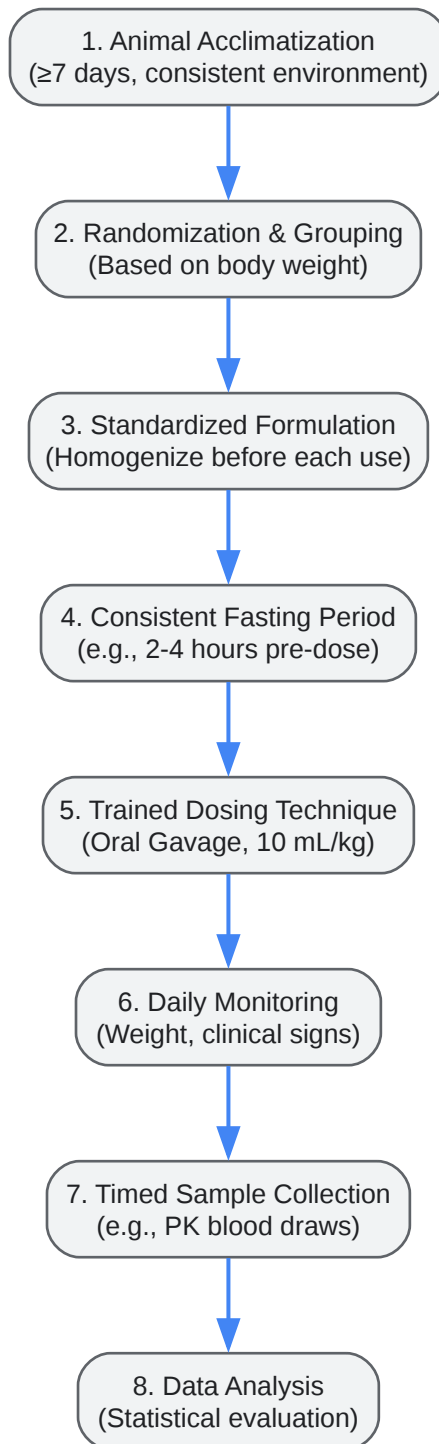 1. Animal Acclimatization
(≥7 days, consistent environment)
2. Randomization & Grouping
(Based on body weight)
3. Standardized Formulation
(Homogenize before each use)
4. Consistent Fasting Period
(e.g., 2-4 hours pre-dose)
5. Trained Dosing Technique
(Oral Gavage, 10 mL/kg)
6. Daily Monitoring
(Weight, clinical signs)
7. Timed Sample Collection
(e.g., PK blood draws)
8. Data Analysis
(Statistical evaluation)